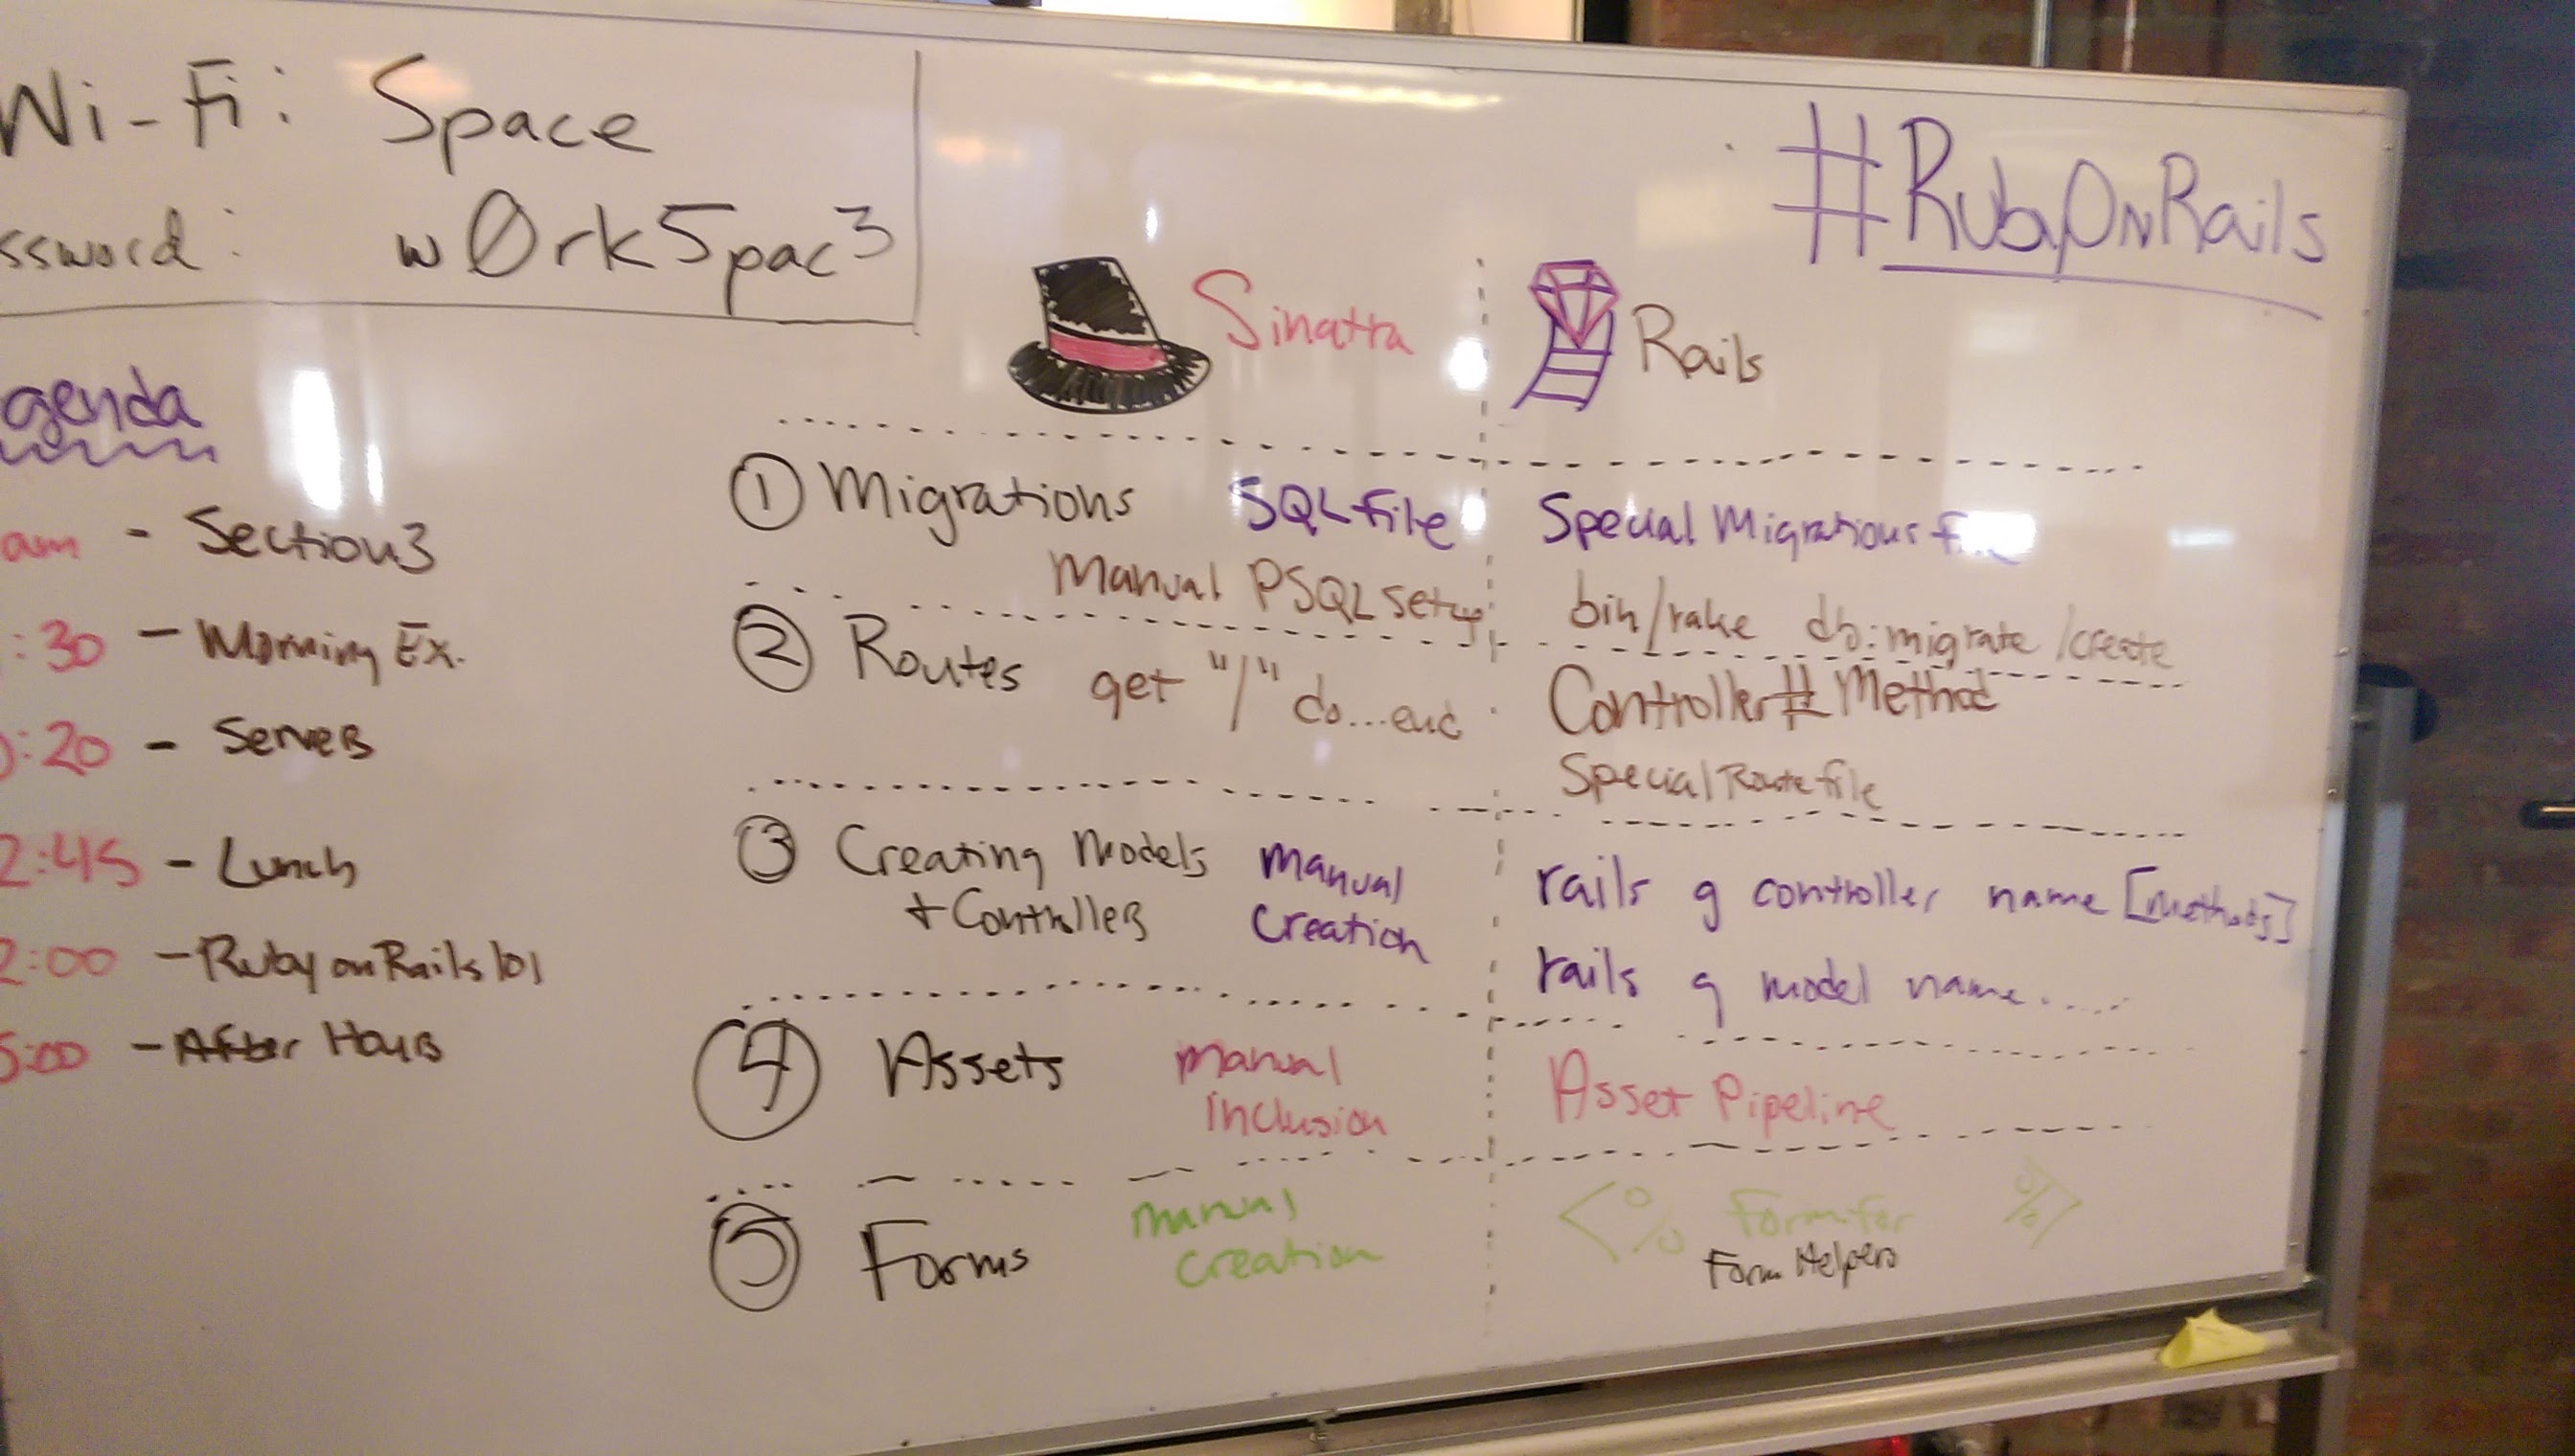 Wi-Fi: Space
ssword: w0rk5pac3
#RubyOnRails
genda
am - Section 3
:30 - Morning Ex.
:20 - Servers
2:45 - Lunch
2:00 - Ruby on Rails 101
5:00 - After Hours
Sinatra
Rails
1 Migrations SQL File
Manual PSQL setup
Special Migrations
bin/rake db:migrate /create
2 Routes get "/" do...end
Controller#Method
Special Route file
3 Creating Models
+ Controllers
Manual
Creation
rails g controller name [methods]
rails g model name.....
4 Assets
manual
inclusion
Asset Pipeline
5 Forms
manual
creation
<% Form for %>
Form Helpers